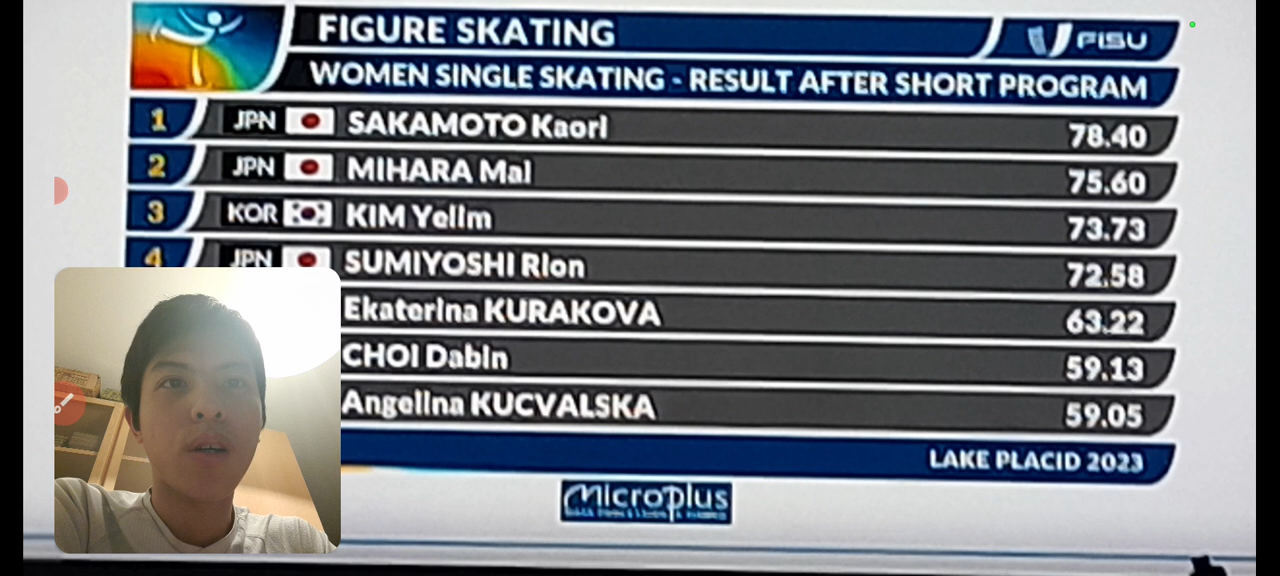 FIGURE SKATING
FISU
WOMEN SINGLE SKATING - RESULT AFTER SHORT PROGRAM
1 JPN SAKAMOTO Kaori 78.40
2 JPN MIHARA Mai 75.60
3 KOR KIM Yelim 73.73
4 JPN SUMIYOSHI Rion 72.58
Ekaterina KURAKOVA 63.22
CHOI Dabin 59.13
Angelina KUCVALSKA 59.05
LAKE PLACID 2023
Microplus